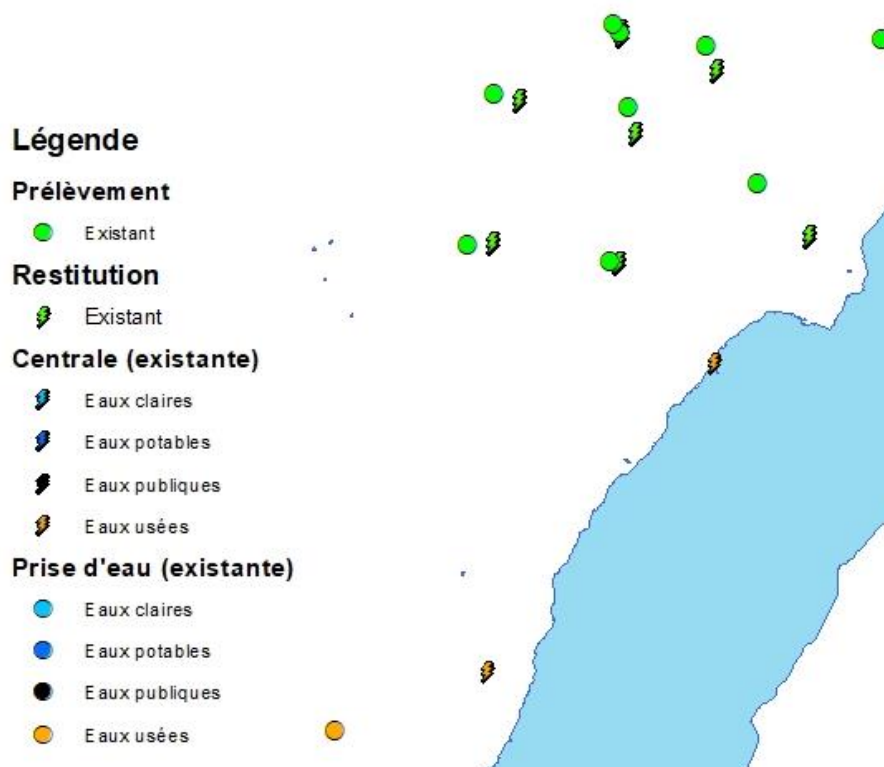 Légende
Prélèvement
Existant
Restitution
Existant
Centrale (existante)
Eaux claires
Eaux potables
Eaux publiques
Eaux usées
Prise d'eau (existante)
Eaux claires
Eaux potables
Eaux publiques
Eaux usées